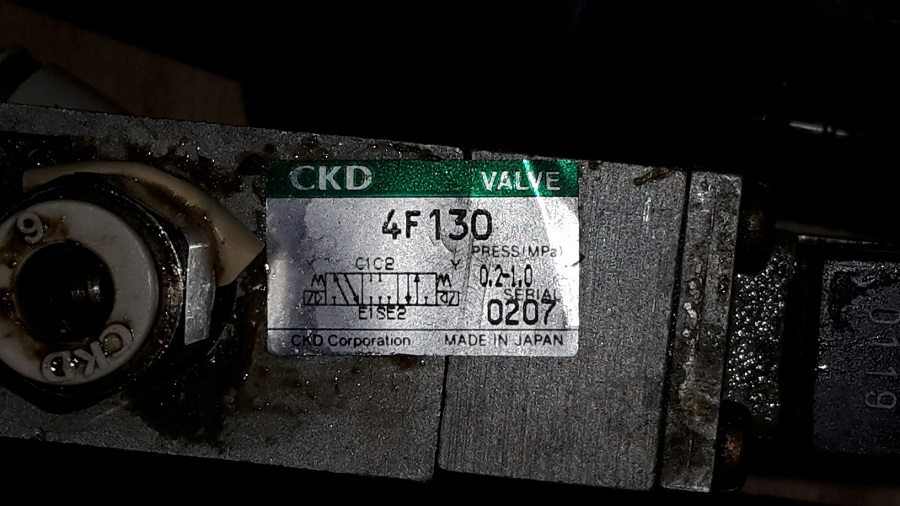 CKD VALVE
4F130
PRESS(MPa)
C1C2 Y 0.2-1.0
SERIAL
E1SE2 0207
CKD Corporation MADE IN JAPAN
6
CKD
0119